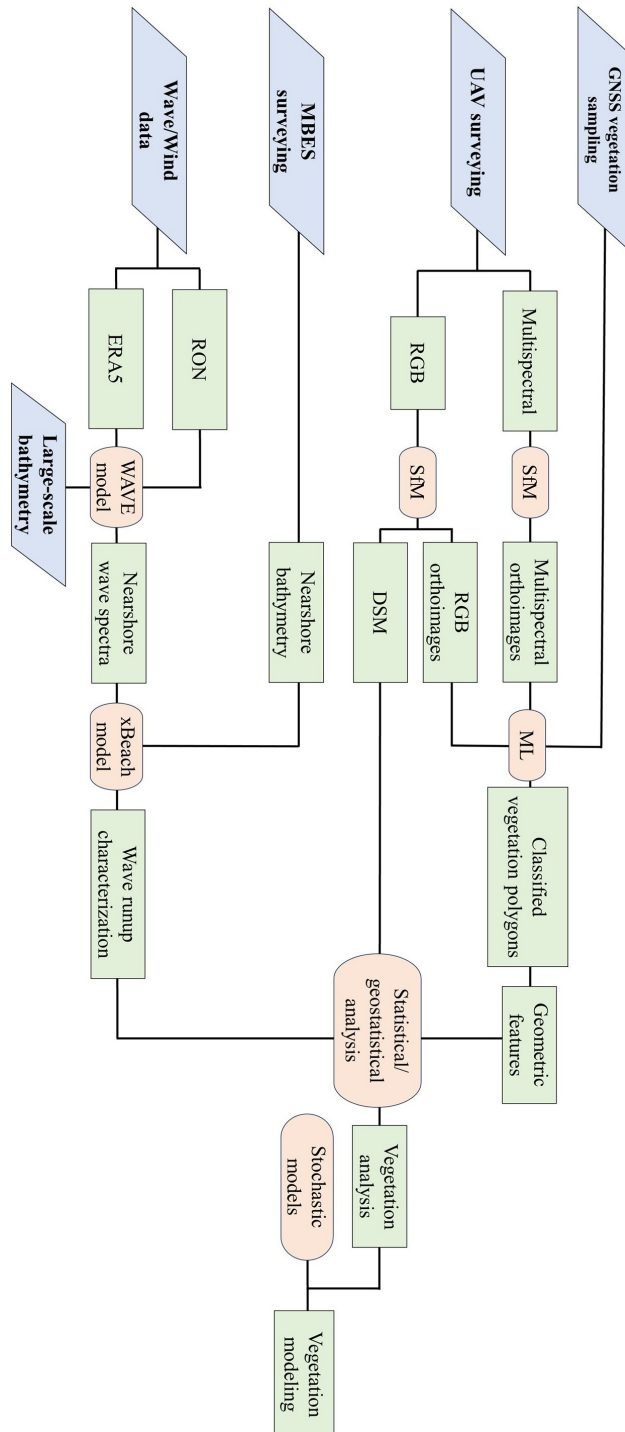 GNSS vegetation
sampling
UAV surveying
Multispectral
SfM
Multispectral
orthoimages
ML
Classified
vegetation polygons
Geometric
features
RGB
SfM
RGB
orthoimages
DSM
MBES
surveying
Nearshore
bathymetry
Statistical/
geostatistical
analysis
Vegetation
analysis
Stochastic
models
Vegetation
modeling
Wave/Wind
data
RON
ERA5
WAVE
model
Nearshore
wave spectra
xBeach
model
Wave runup
characterization
Large-scale
bathymetry